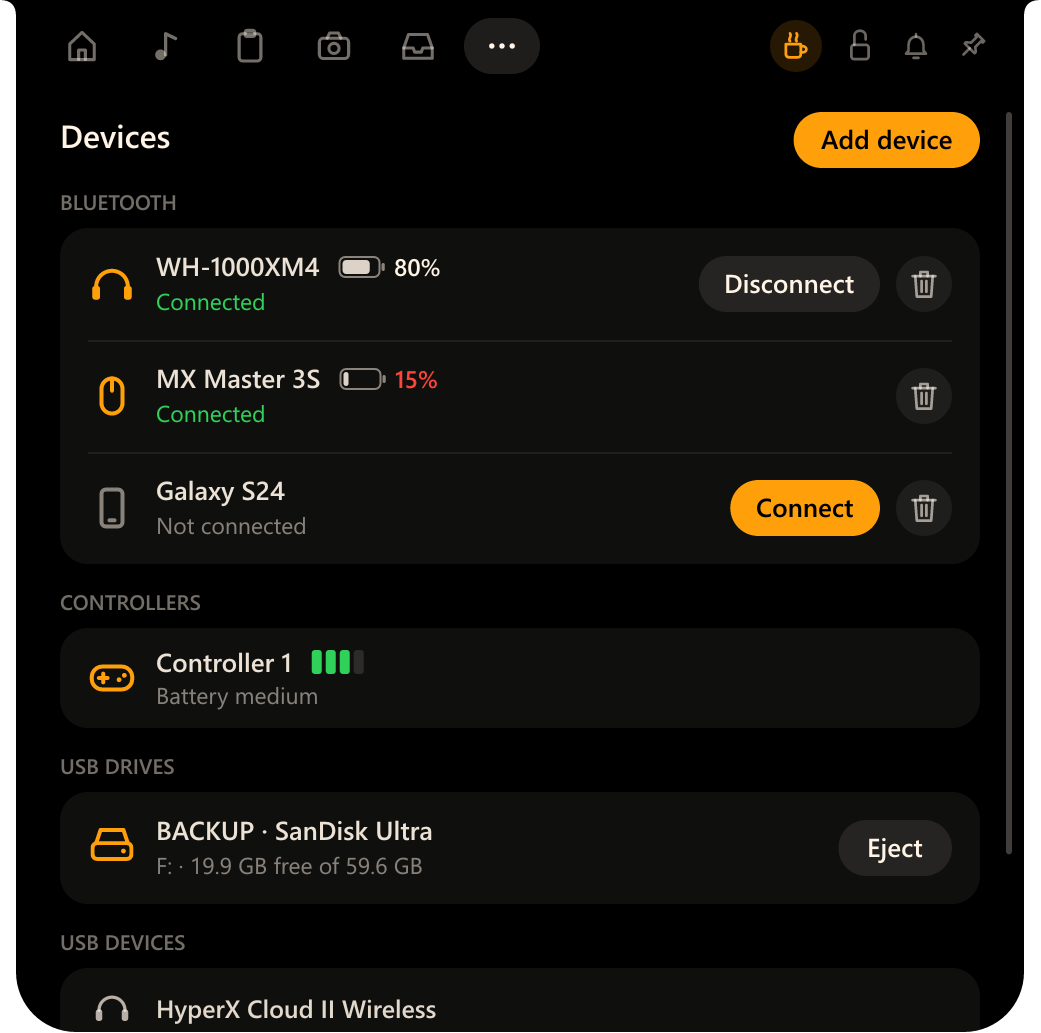 Devices
Add device
BLUETOOTH
WH-1000XM4 80%
Connected
Disconnect
MX Master 3S 15%
Connected
Galaxy S24
Not connected
Connect
CONTROLLERS
Controller 1
Battery medium
USB DRIVES
BACKUP · SanDisk Ultra
F: · 19.9 GB free of 59.6 GB
Eject
USB DEVICES
HyperX Cloud II Wireless